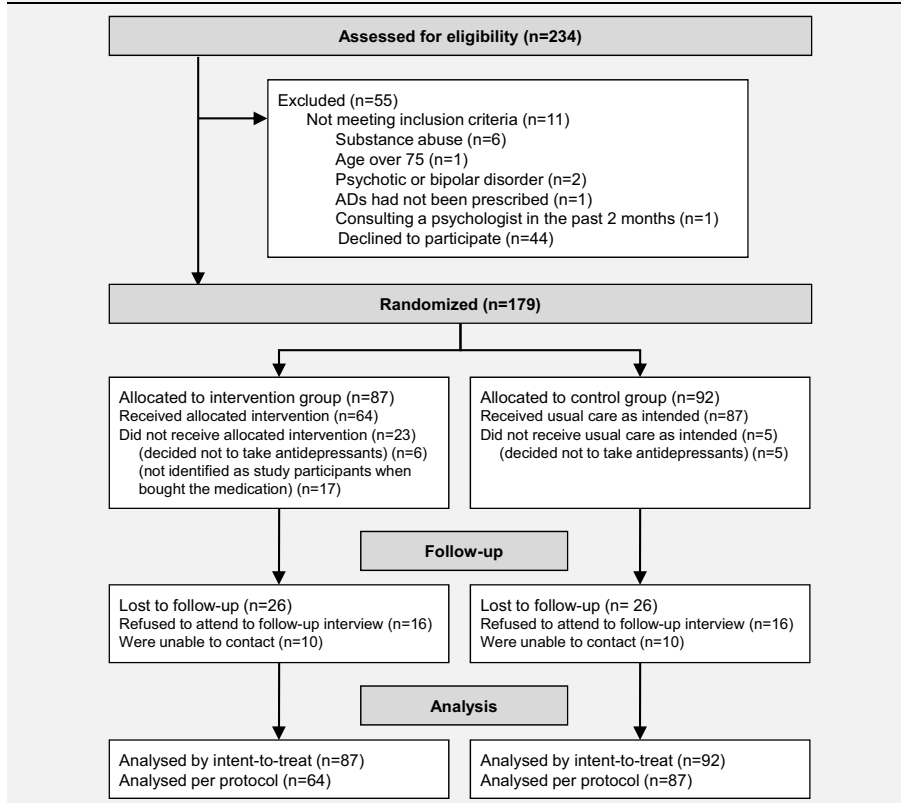 Assessed for eligibility (n=234)
Excluded (n=55)
Not meeting inclusion criteria (n=11)
Substance abuse (n=6)
Age over 75 (n=1)
Psychotic or bipolar disorder (n=2)
ADs had not been prescribed (n=1)
Consulting a psychologist in the past 2 months (n=1)
Declined to participate (n=44)
Randomized (n=179)
Allocated to intervention group (n=87)
Received allocated intervention (n=64)
Did not receive allocated intervention (n=23)
(decided not to take antidepressants) (n=6)
(not identified as study participants when
bought the medication) (n=17)
Allocated to control group (n=92)
Received usual care as intended (n=87)
Did not receive usual care as intended (n=5)
(decided not to take antidepressants) (n=5)
Follow-up
Lost to follow-up (n=26)
Refused to attend to follow-up interview (n=16)
Were unable to contact (n=10)
Lost to follow-up (n= 26)
Refused to attend to follow-up interview (n=16)
Were unable to contact (n=10)
Analysis
Analysed by intent-to-treat (n=87)
Analysed per protocol (n=64)
Analysed by intent-to-treat (n=92)
Analysed per protocol (n=87)